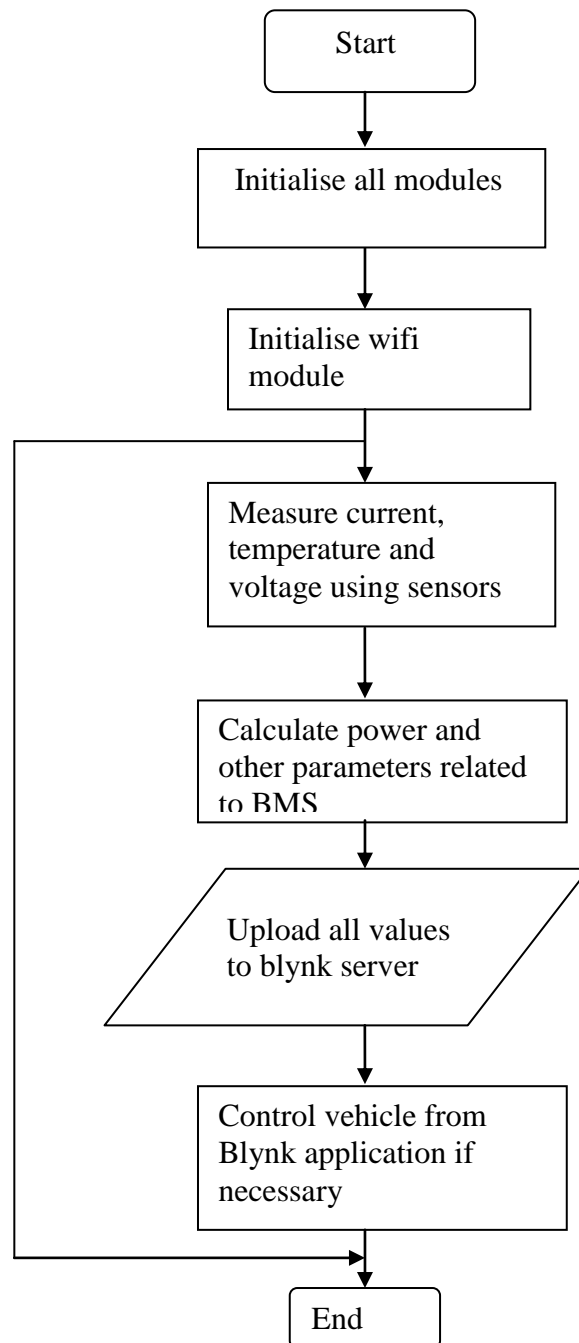 Start
Initialise all modules
Initialise wifi
module
Measure current,
temperature and
voltage using sensors
Calculate power and
other parameters related
to BMS
Upload all values
to blynk server
Control vehicle from
Blynk application if
necessary
End